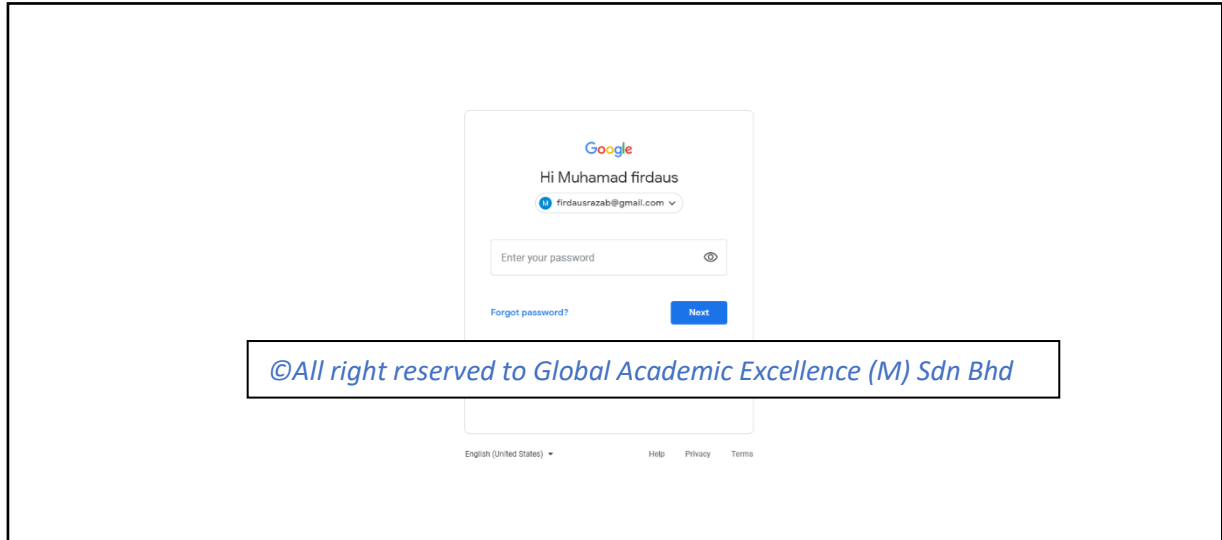 Google
Hi Muhamad firdaus
M firdausrazab@gmail.com
Enter your password
Forgot password? Next
©All right reserved to Global Academic Excellence (M) Sdn Bhd
English (United States) Help Privacy Terms